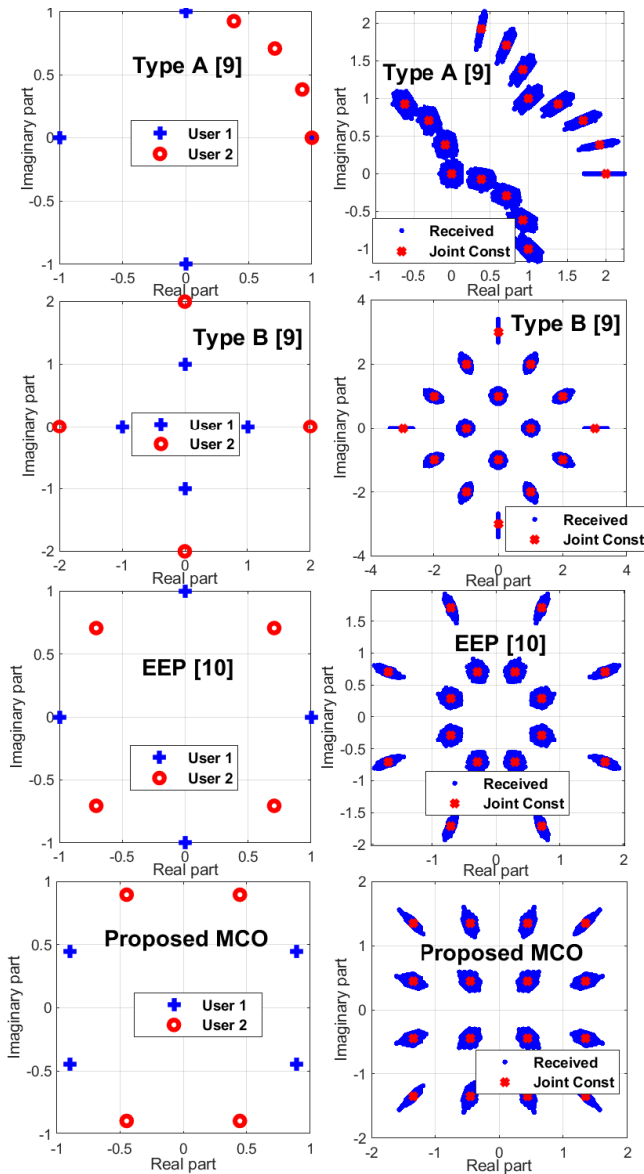 1
0.5
0
-0.5
-1
Imaginary part
Type A [9]
User 1
User 2
-1
-0.5
0
0.5
1
Real part
2
1.5
1
0.5
0
-0.5
-1
Imaginary part
Type A [9]
Received
Joint Const
-1
-0.5
0
0.5
1
1.5
2
Real part
2
1
0
-1
-2
Imaginary part
Type B [9]
User 1
User 2
-2
-1
0
1
2
Real part
4
2
0
-2
-4
Imaginary part
Type B [9]
Received
Joint Const
-4
-2
0
2
4
Real part
1
0.5
0
-0.5
-1
Imaginary part
EEP [10]
User 1
User 2
-1
-0.5
0
0.5
1
Real part
1.5
1
0.5
0
-0.5
-1
-1.5
-2
Imaginary part
EEP [10]
Received
Joint Const
-1
0
1
2
Real part
1
0.5
0
-0.5
-1
Imaginary part
Proposed MCO
User 1
User 2
-1
-0.5
0
0.5
1
Real part
2
1
0
-1
-2
Imaginary part
Proposed MCO
Received
Joint Const
-2
-1
0
1
2
Real part